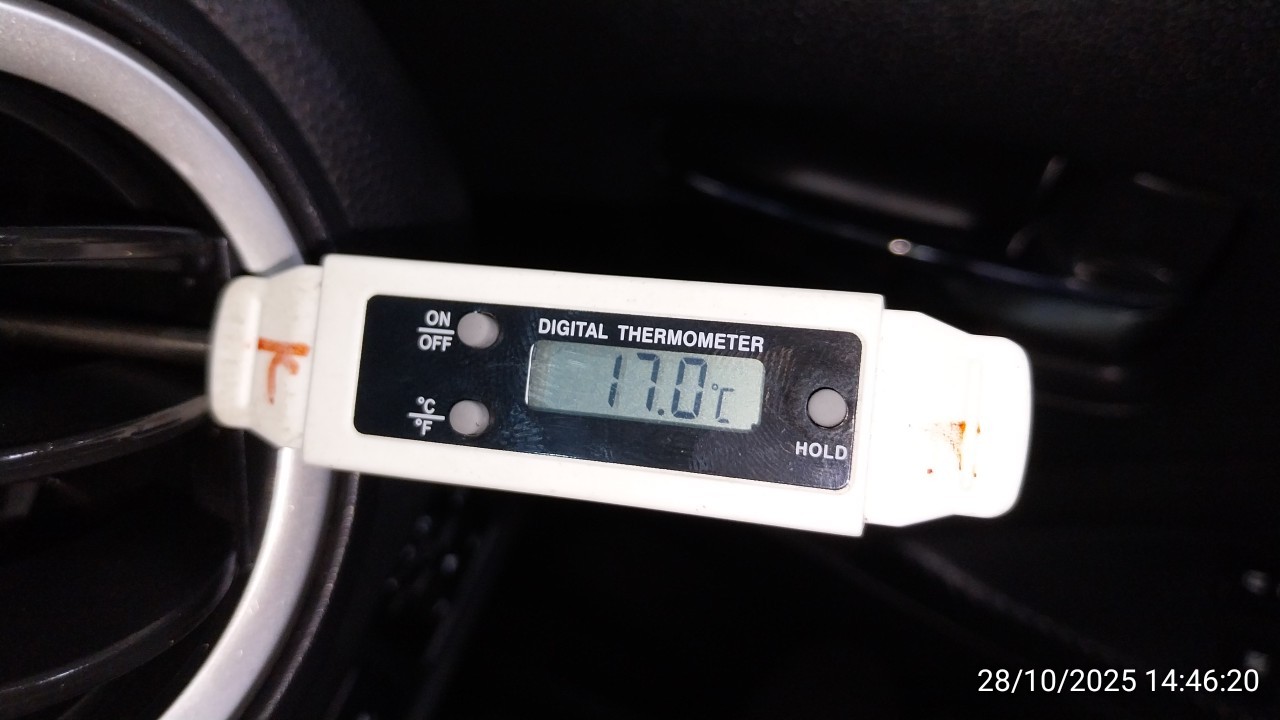 ON
OFF
DIGITAL THERMOMETER
17.0°C
°C
°F
HOLD
28/10/2025 14:46:20